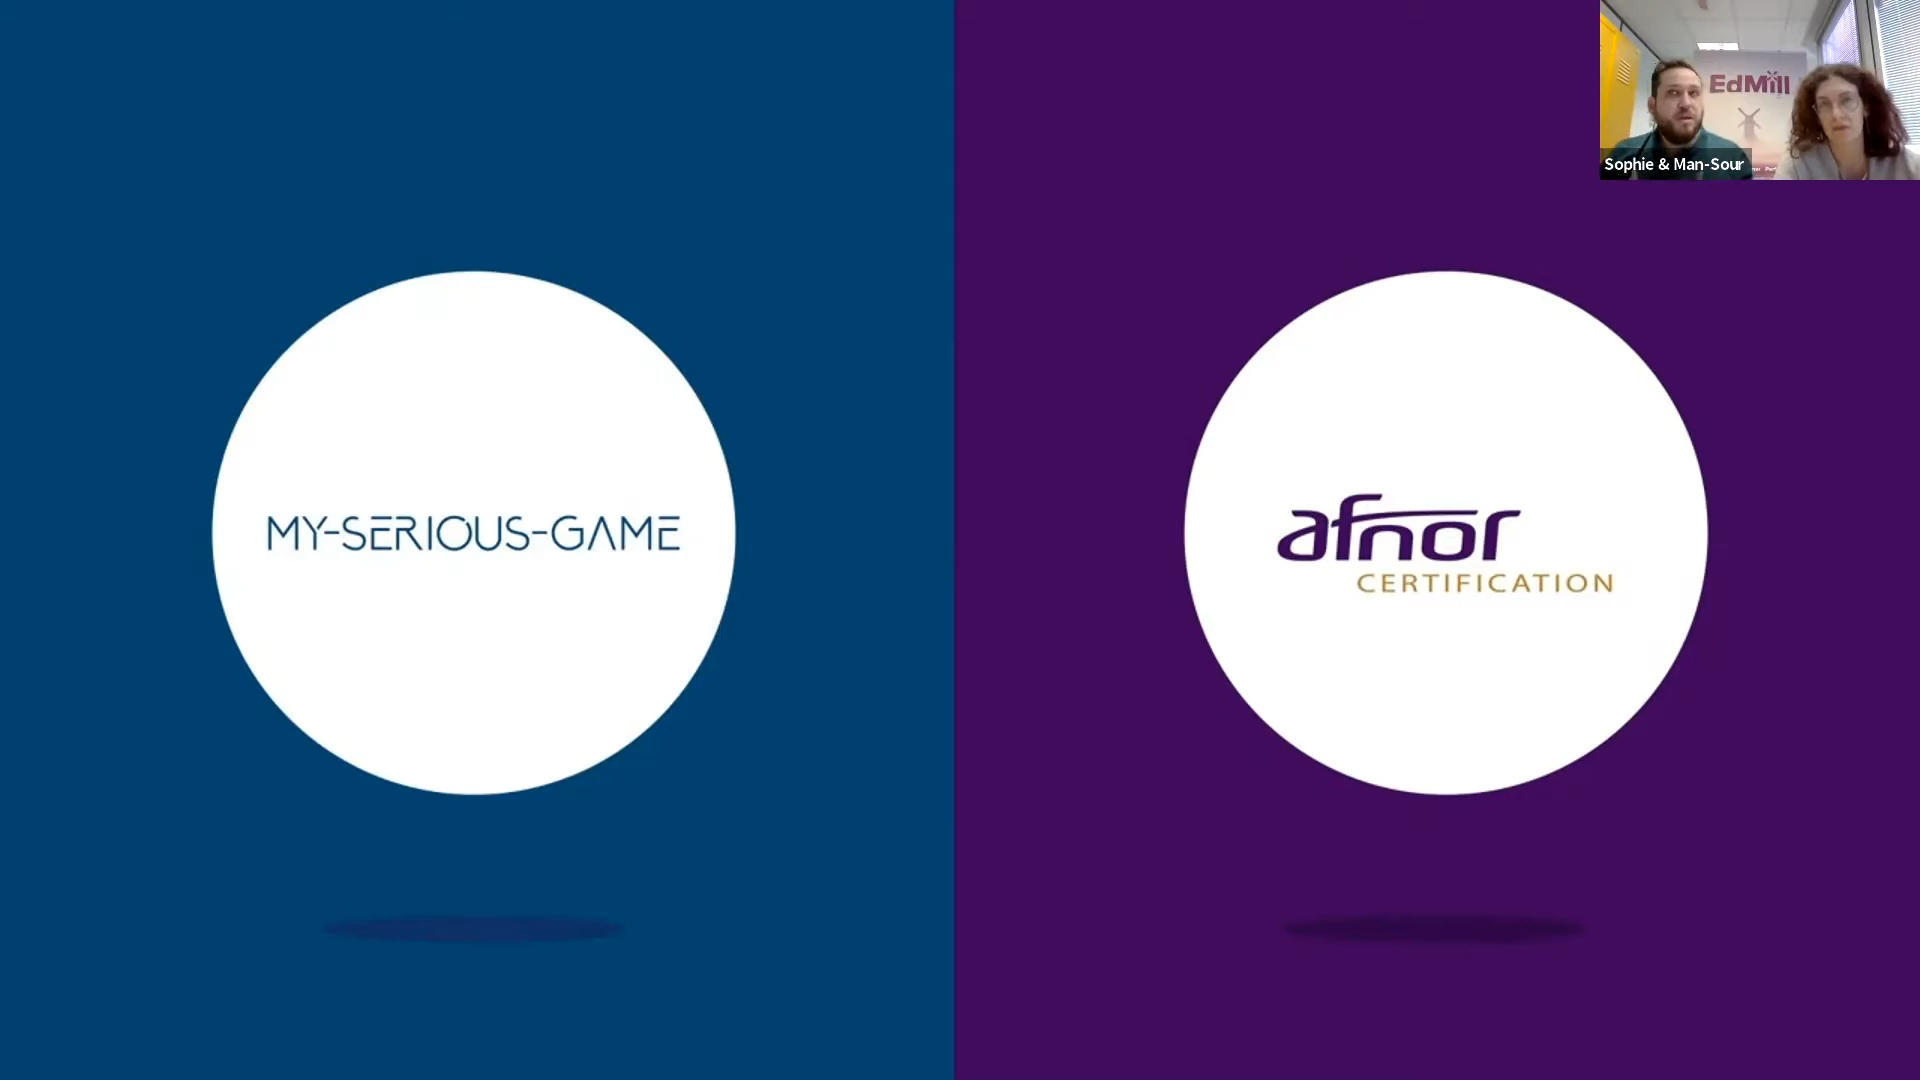 EdMill
Sophie & Man-Sour
MY-SERIOUS-GAME
afnor
CERTIFICATION